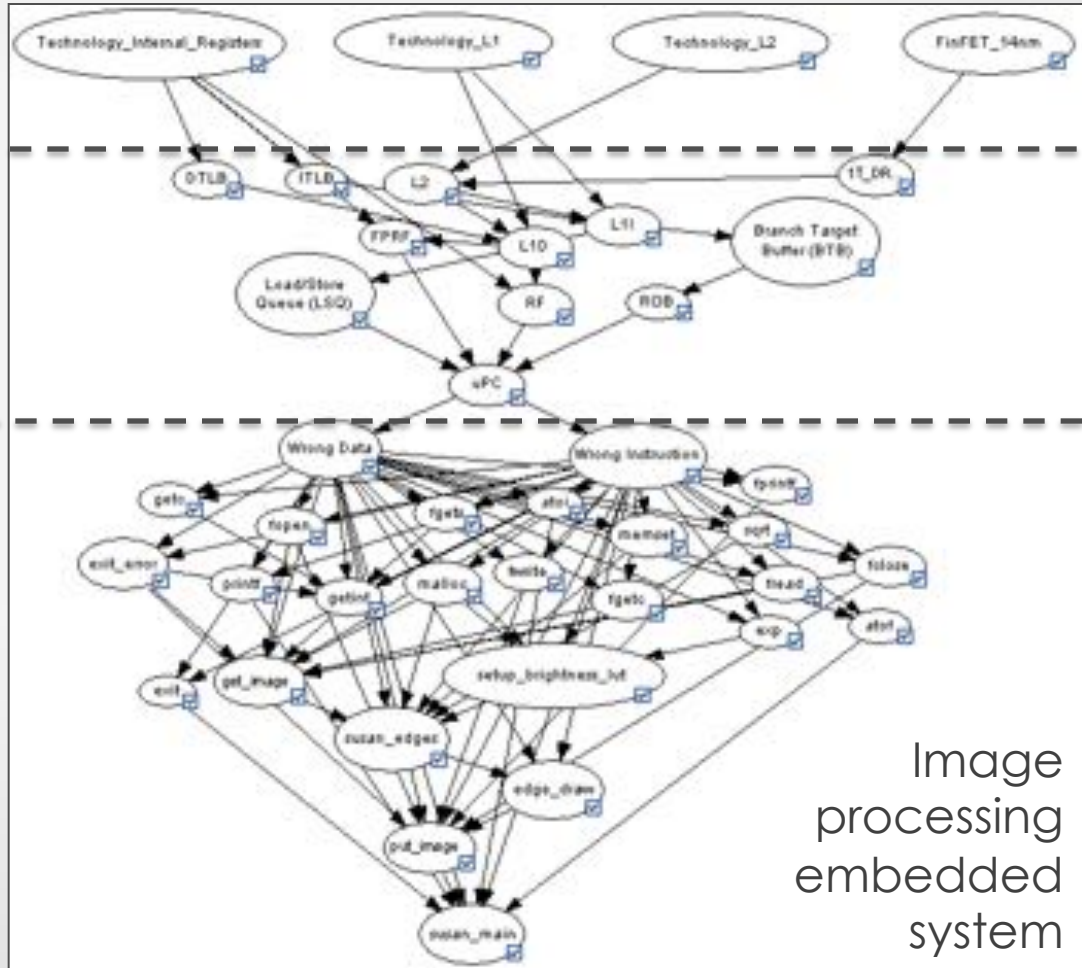 Technology_Internal_Registers
Technology_L1
Technology_L2
FinFET_14nm
DTLB
ITLB
L2
1T_DR
FPRF
L1D
L1I
Branch Target
Buffer (BTB)
Load/Store
Queue (LSQ)
RF
ROB
uPC
Wrong Data
Wrong Instruction
getc
fopen
fgets
atoi
memset
sqrt
fprintf
exit_error
printf
getint
malloc
fwrite
fgetc
fread
fclose
exp
atof
exit
get_image
setup_brightness_lut
susan_edges
edge_draw
put_image
susan_main
Image
processing
embedded
system